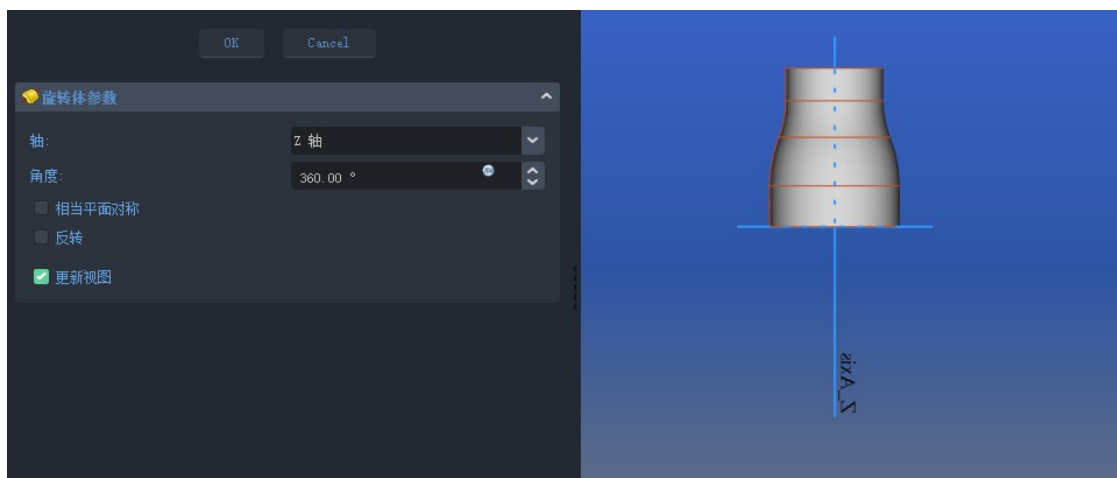 OK Cancel
旋转体参数
轴: Z 轴
角度: 360.00 °
相当平面对称
反转
更新视图
Z_Axis